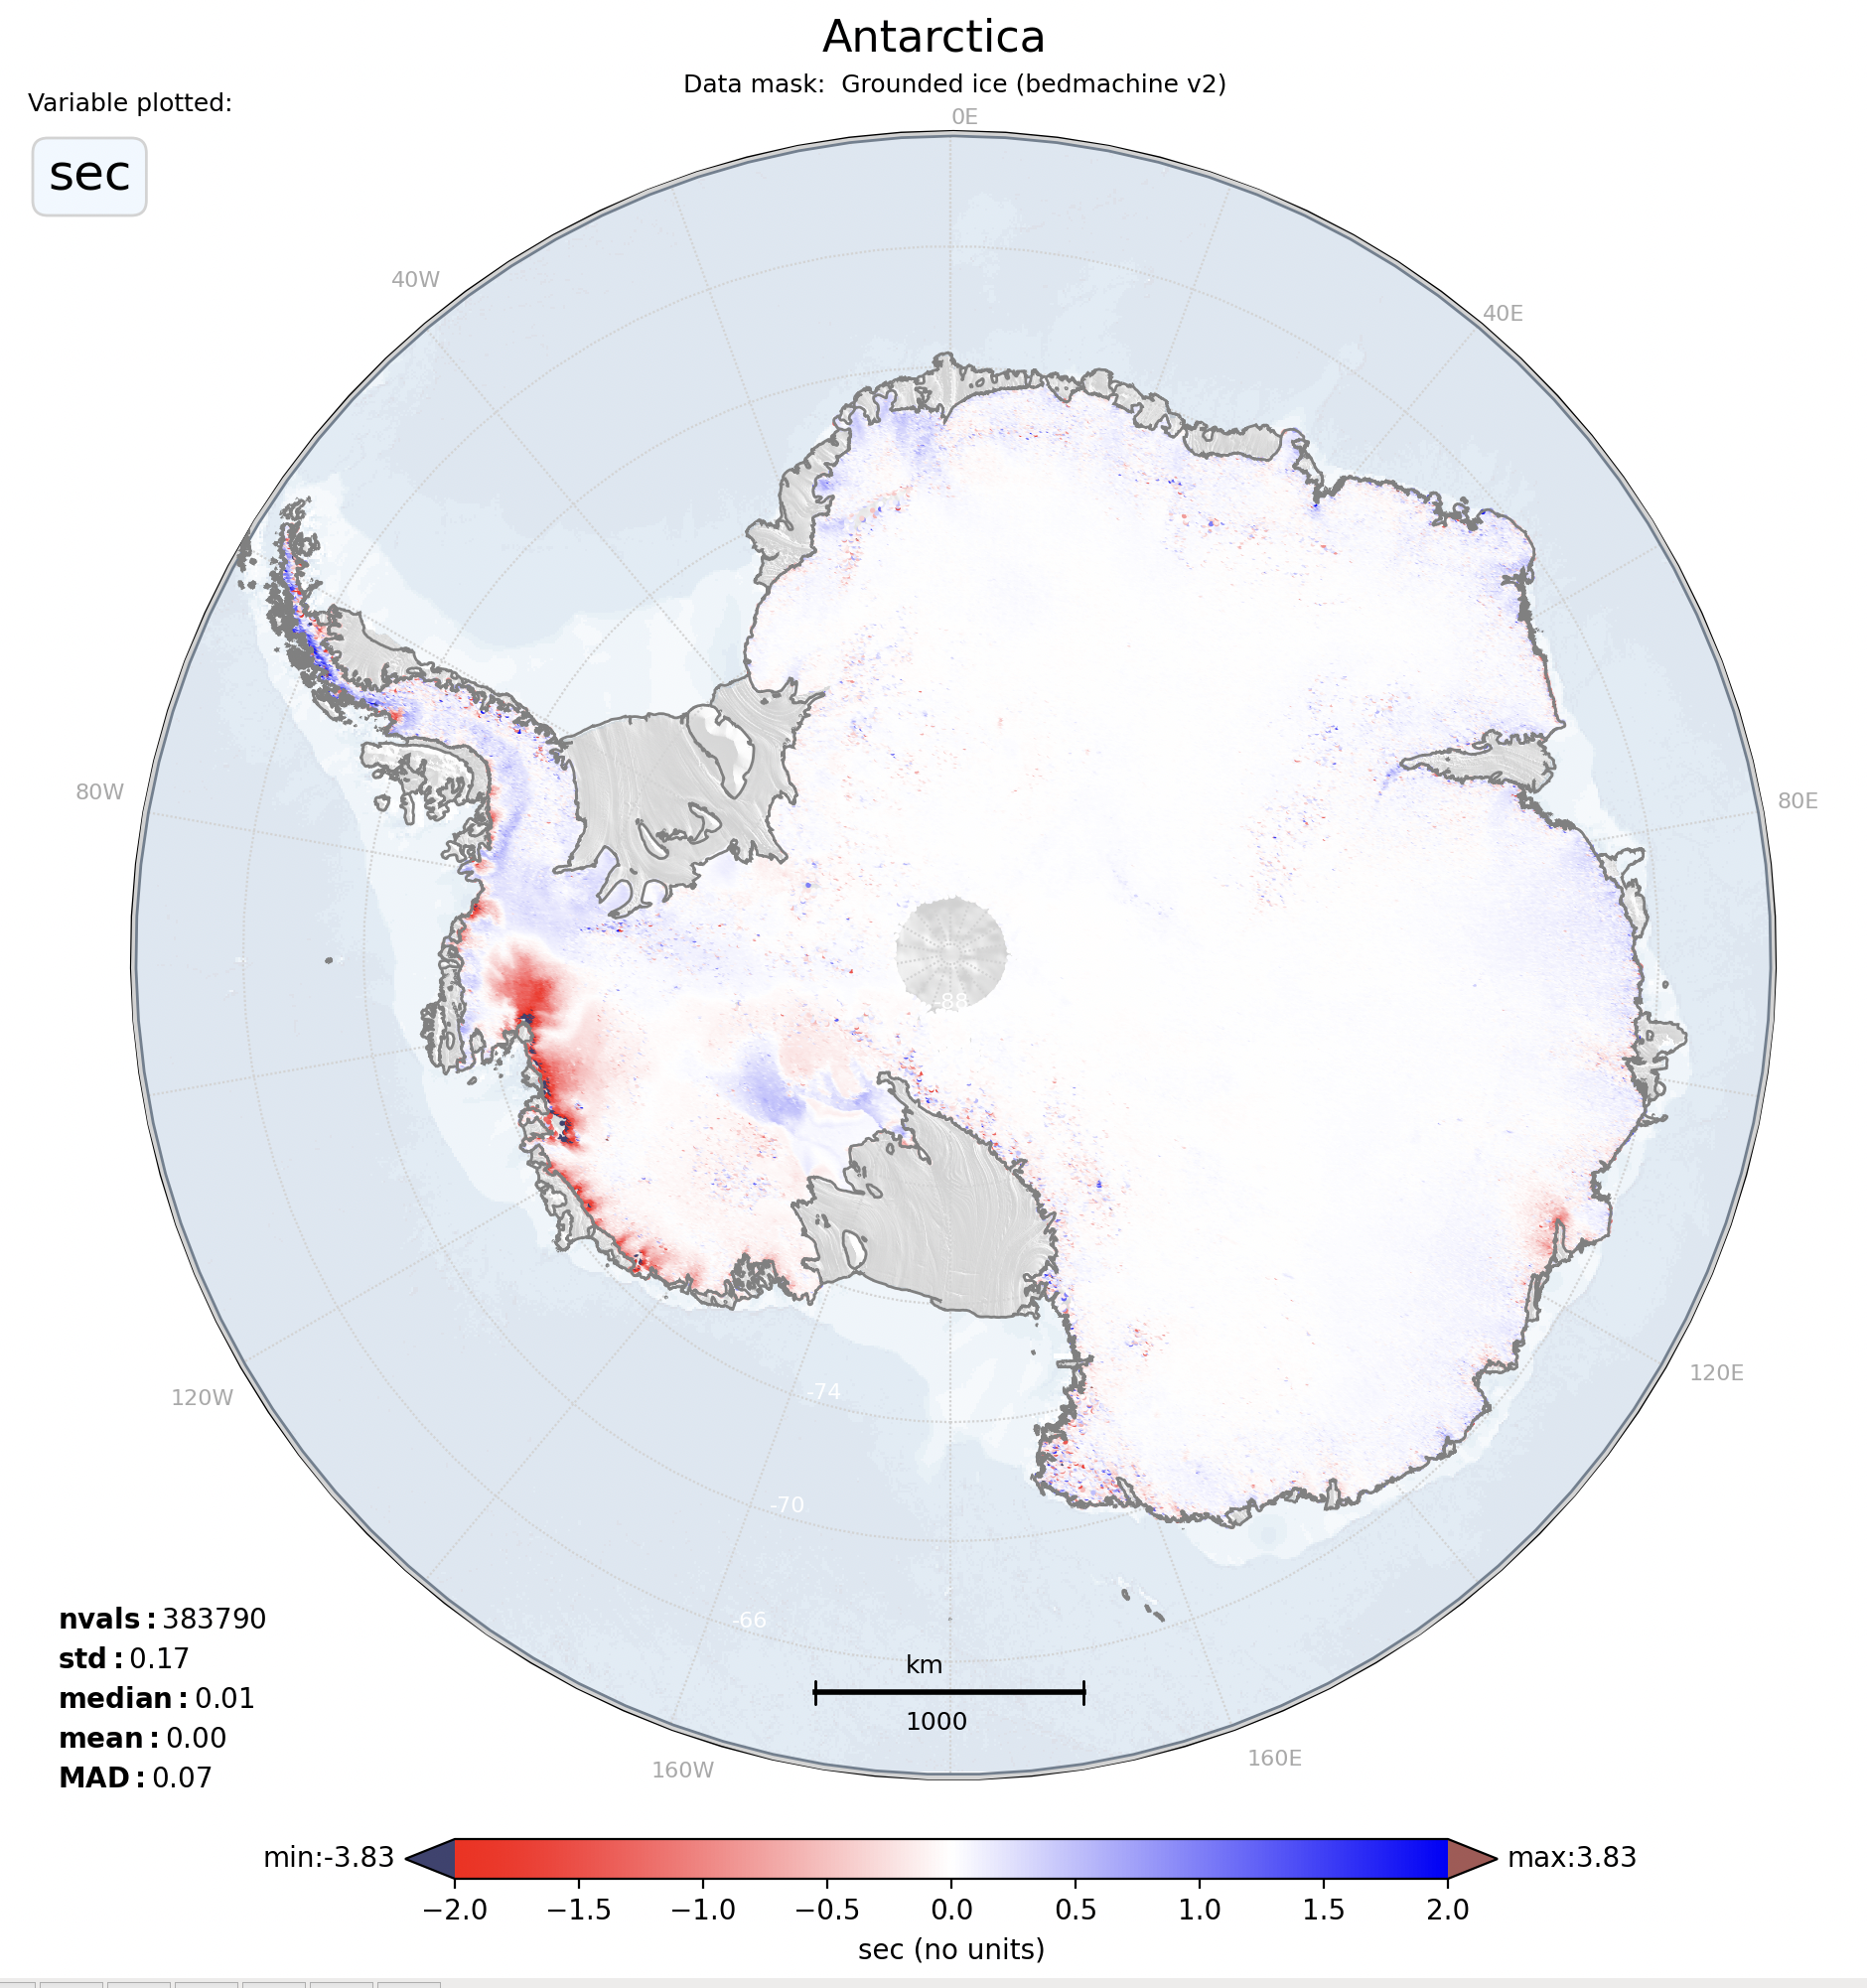 Antarctica
Data mask:  Grounded ice (bedmachine v2)
Variable plotted:
sec
0E
40W
40E
80W
80E
-88
120W
120E
-74
-70
-66
160W
160E
km
1000
nvals: 383790
std: 0.17
median: 0.01
mean: 0.00
MAD: 0.07
min:-3.83
max:3.83
−2.0 −1.5 −1.0 −0.5 0.0 0.5 1.0 1.5 2.0
sec (no units)